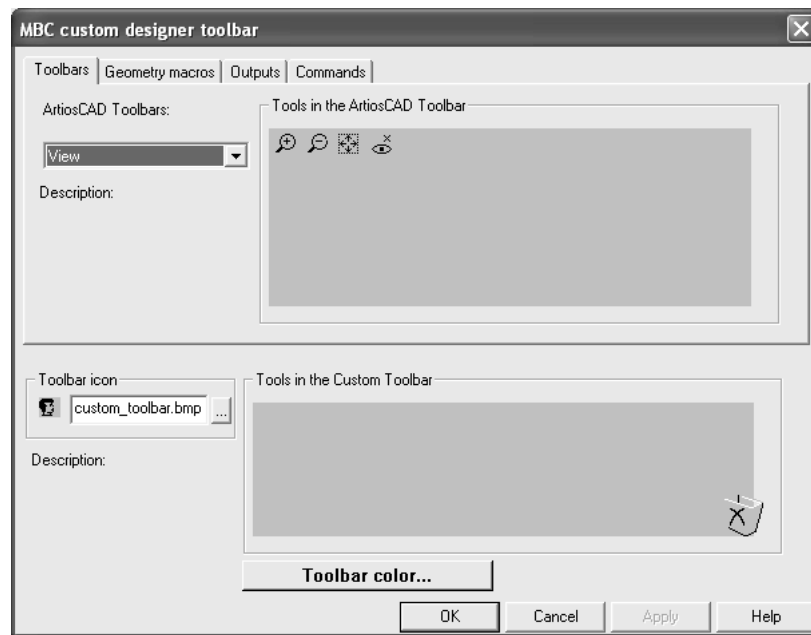 MBC custom designer toolbar
Toolbars Geometry macros Outputs Commands
ArtiosCAD Toolbars:
Tools in the ArtiosCAD Toolbar
View
Description:
Toolbar icon
Tools in the Custom Toolbar
custom_toolbar.bmp ...
Description:
Toolbar color...
OK Cancel Apply Help